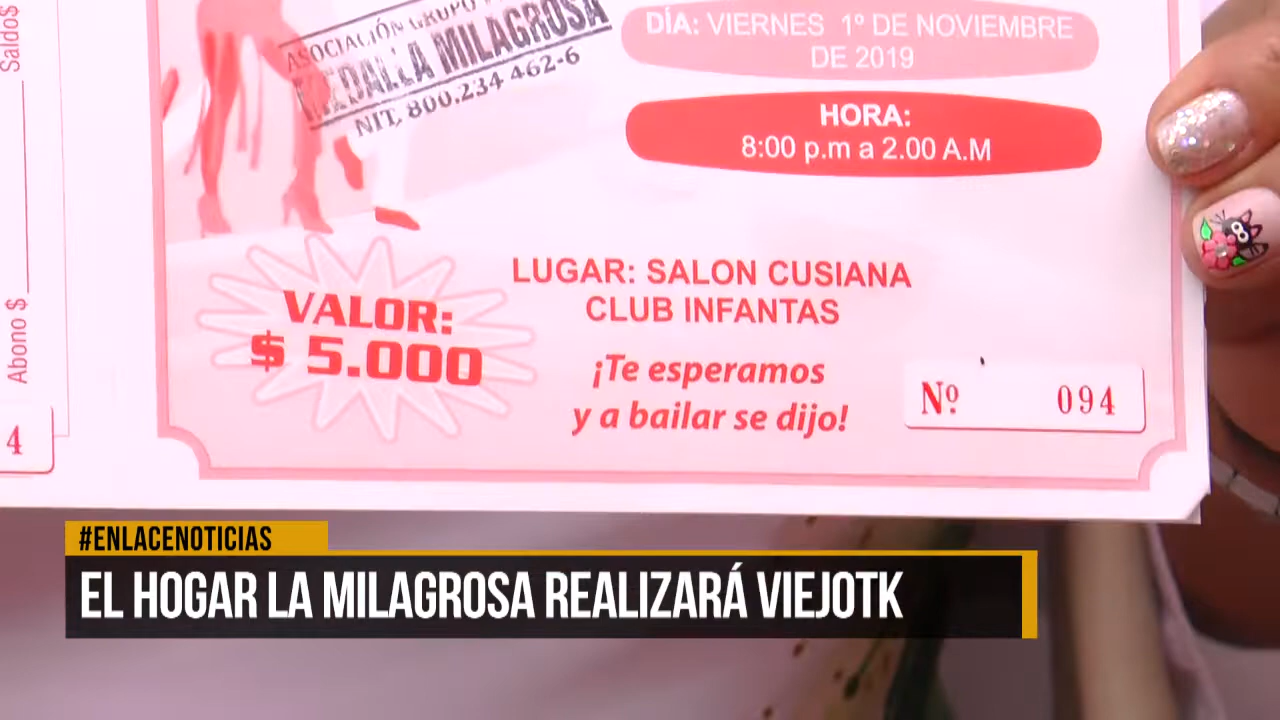 Saldo$
Abono $
4
ASOCIACIÓN GRUPO
MEDALLA MILAGROSA
NIT, 800.234 462-6
DÍA: VIERNES 1º DE NOVIEMBRE
DE 2019
HORA:
8:00 p.m a 2.00 A.M
VALOR:
$ 5.000
LUGAR: SALON CUSIANA
CLUB INFANTAS
¡Te esperamos
y a bailar se dijo!
Nº 094
#ENLACENOTICIAS
EL HOGAR LA MILAGROSA REALIZARÁ VIEJOTK